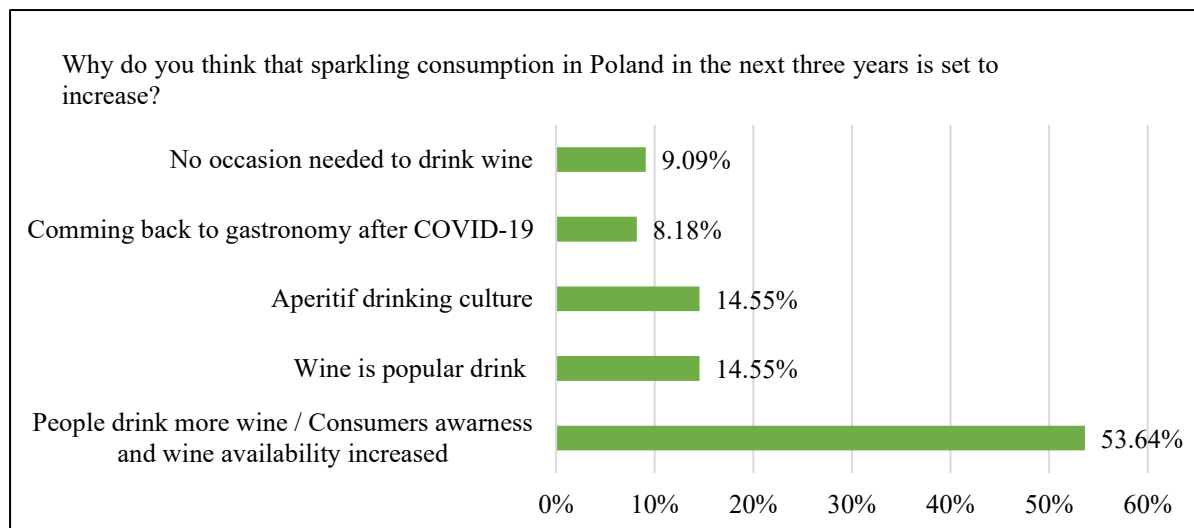 Why do you think that sparkling consumption in Poland in the next three years is set to
increase?
No occasion needed to drink wine
9.09%
Comming back to gastronomy after COVID-19
8.18%
Aperitif drinking culture
14.55%
Wine is popular drink
14.55%
People drink more wine / Consumers awarness
and wine availability increased
53.64%
0% 10% 20% 30% 40% 50% 60%